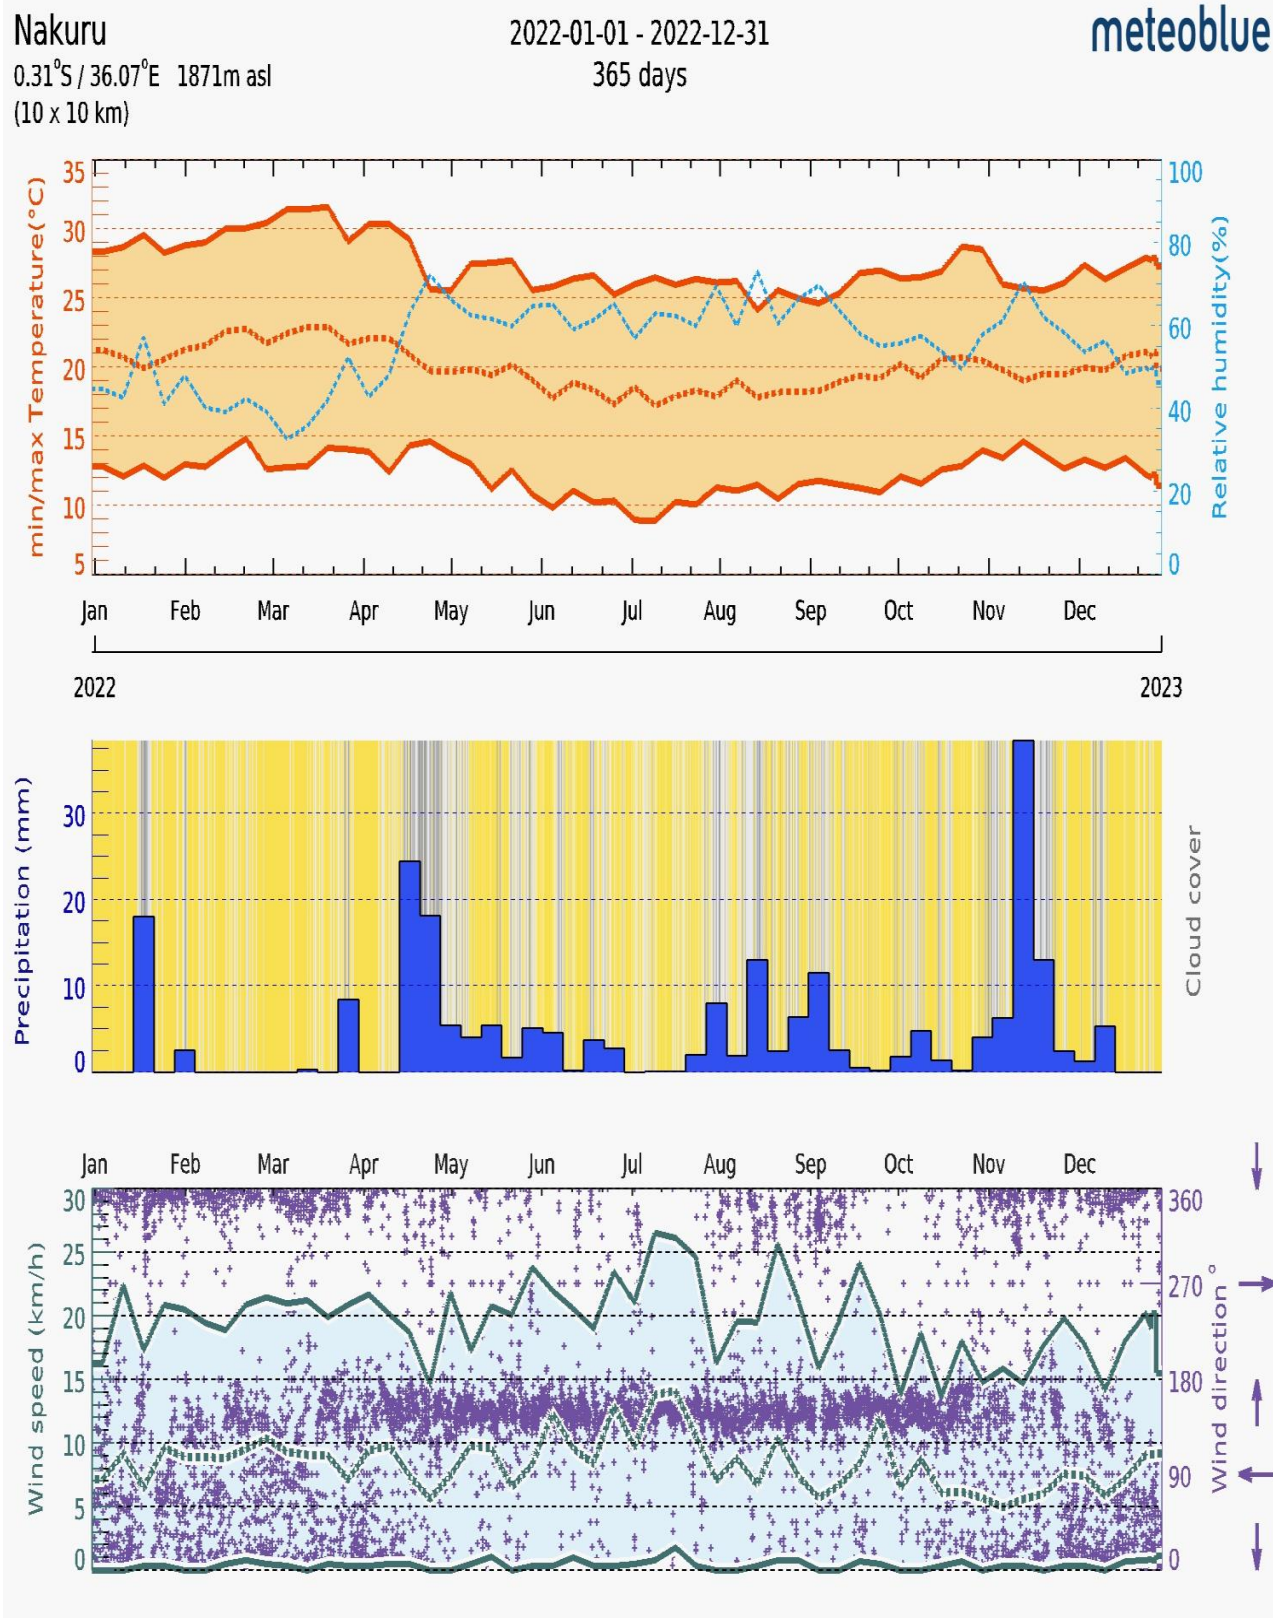 Nakuru
2022-01-01 - 2022-12-31
meteoblue
0.31°S / 36.07°E 1871m asl
365 days
(10 x 10 km)
min/max Temperature(°C)
35
30
25
20
15
10
5
100
80
60
40
20
0
Relative humidity(%)
Jan Feb Mar Apr May Jun Jul Aug Sep Oct Nov Dec
2022 2023
Precipitation (mm)
30
20
10
0
Cloud cover
Jan Feb Mar Apr May Jun Jul Aug Sep Oct Nov Dec
Wind speed (km/h)
30
25
20
15
10
5
0
360
270
180
90
0
Wind direction °